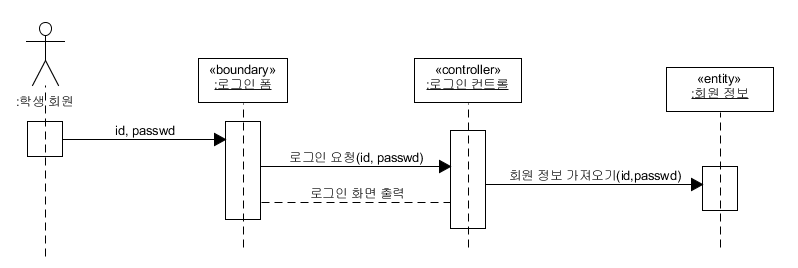 «boundary»
:로그인 폼
«controller»
:로그인 컨트롤
«entity»
:회원 정보
:학생 회원
id, passwd
로그인 요청(id, passwd)
회원 정보 가져오기(id,passwd)
로그인 화면 출력